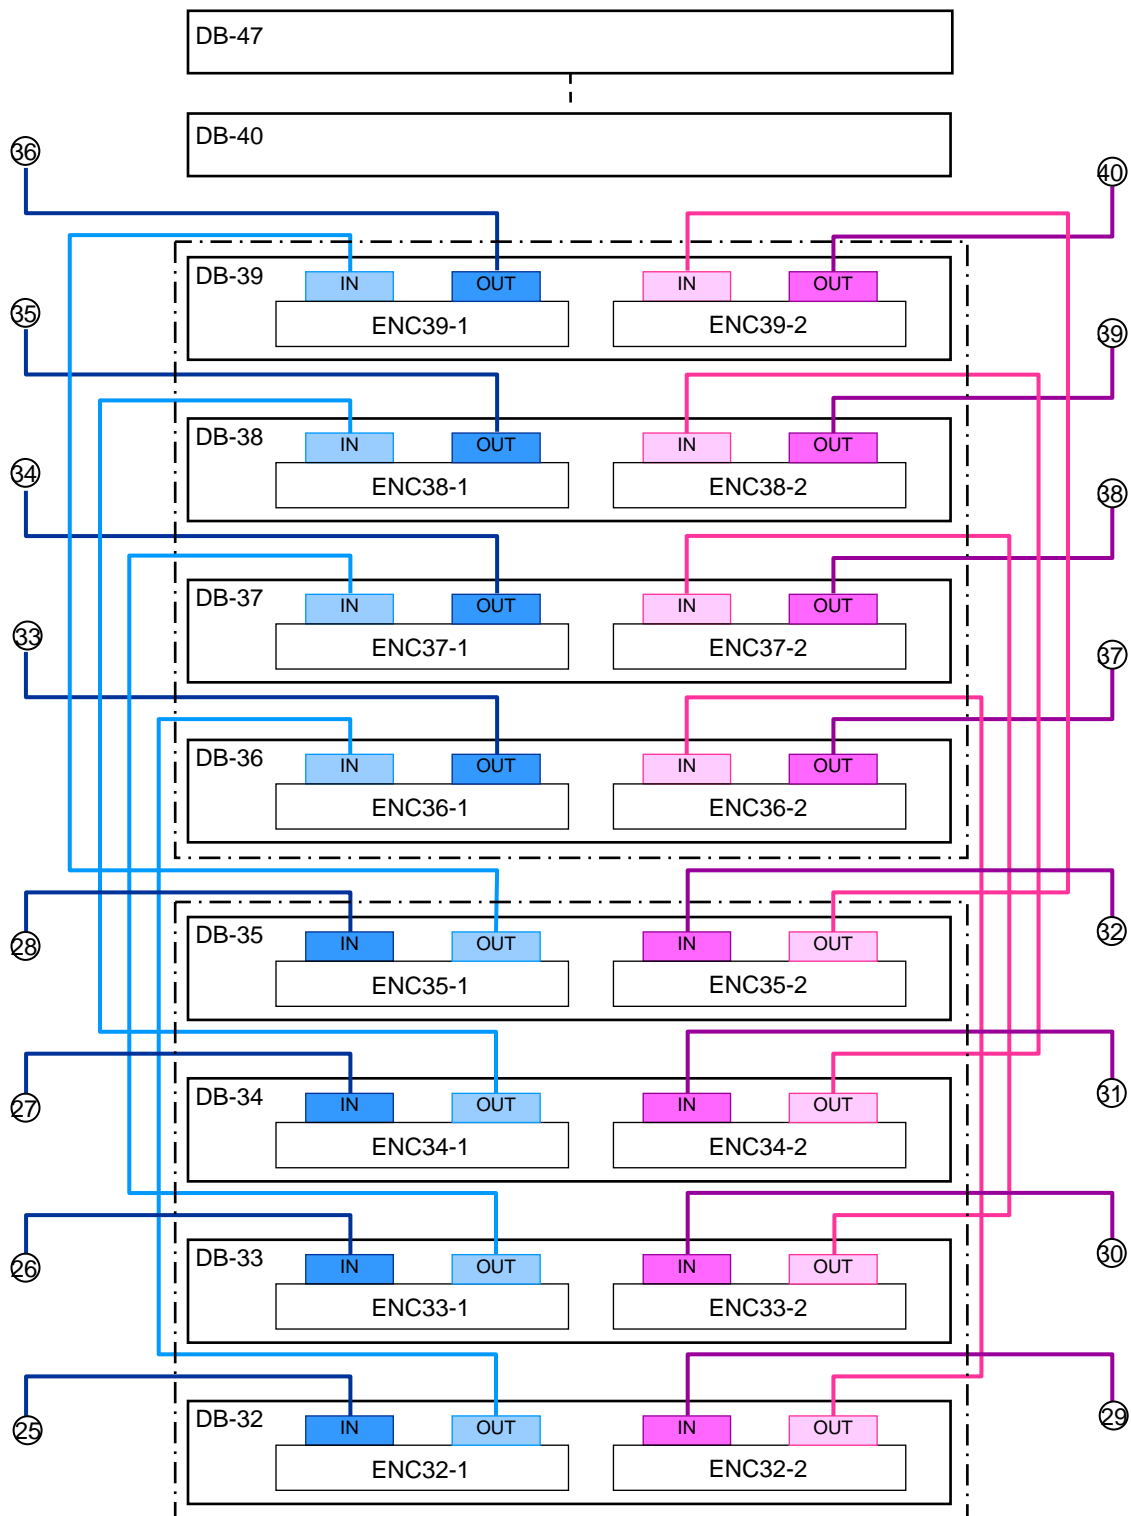 DB-47
DB-40
36
40
DB-39
IN OUT IN OUT
ENC39-1 ENC39-2
35
39
DB-38
IN OUT IN OUT
ENC38-1 ENC38-2
34
38
DB-37
IN OUT IN OUT
ENC37-1 ENC37-2
33
37
DB-36
IN OUT IN OUT
ENC36-1 ENC36-2
28
32
DB-35
IN OUT IN OUT
ENC35-1 ENC35-2
27
31
DB-34
IN OUT IN OUT
ENC34-1 ENC34-2
26
30
DB-33
IN OUT IN OUT
ENC33-1 ENC33-2
25
29
DB-32
IN OUT IN OUT
ENC32-1 ENC32-2